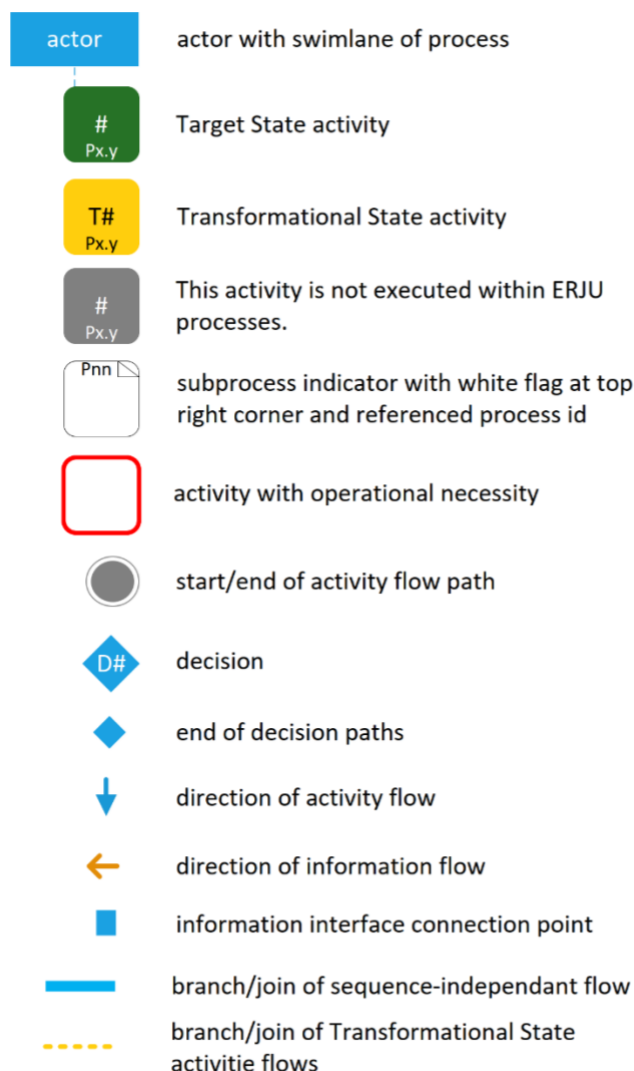 actor actor with swimlane of process
# Target State activity
Px.y
T# Transformational State activity
Px.y
This activity is not executed within ERJU
# processes.
Px.y
Pnn subprocess indicator with white flag at top
right corner and referenced process id
activity with operational necessity
start/end of activity flow path
D# decision
end of decision paths
direction of activity flow
direction of information flow
information interface connection point
branch/join of sequence-independant flow
branch/join of Transformational State
activitie flows